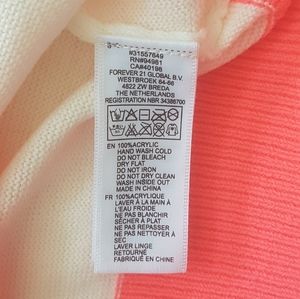 #31557649
RN#94981
CA#40198
FOREVER 21 GLOBAL B.V.
WESTBROEK 64-66
4822 ZW BREDA
THE NETHERLANDS
REGISTRATION NBR 34386700
EN 100%ACRYLIC
HAND WASH COLD
DO NOT BLEACH
DRY FLAT
DO NOT IRON
DO NOT DRY CLEAN
WASH INSIDE OUT
MADE IN CHINA
FR 100%ACRYLIQUE
LAVER À LA MAIN À
L'EAU FROIDE
NE PAS BLANCHIR
SÉCHER À PLAT
NE PAS REPASSER
NE PAS NETTOYER À
SEC
LAVER LINGE
RETOURNÉ
FABRIQUÉ EN CHINE